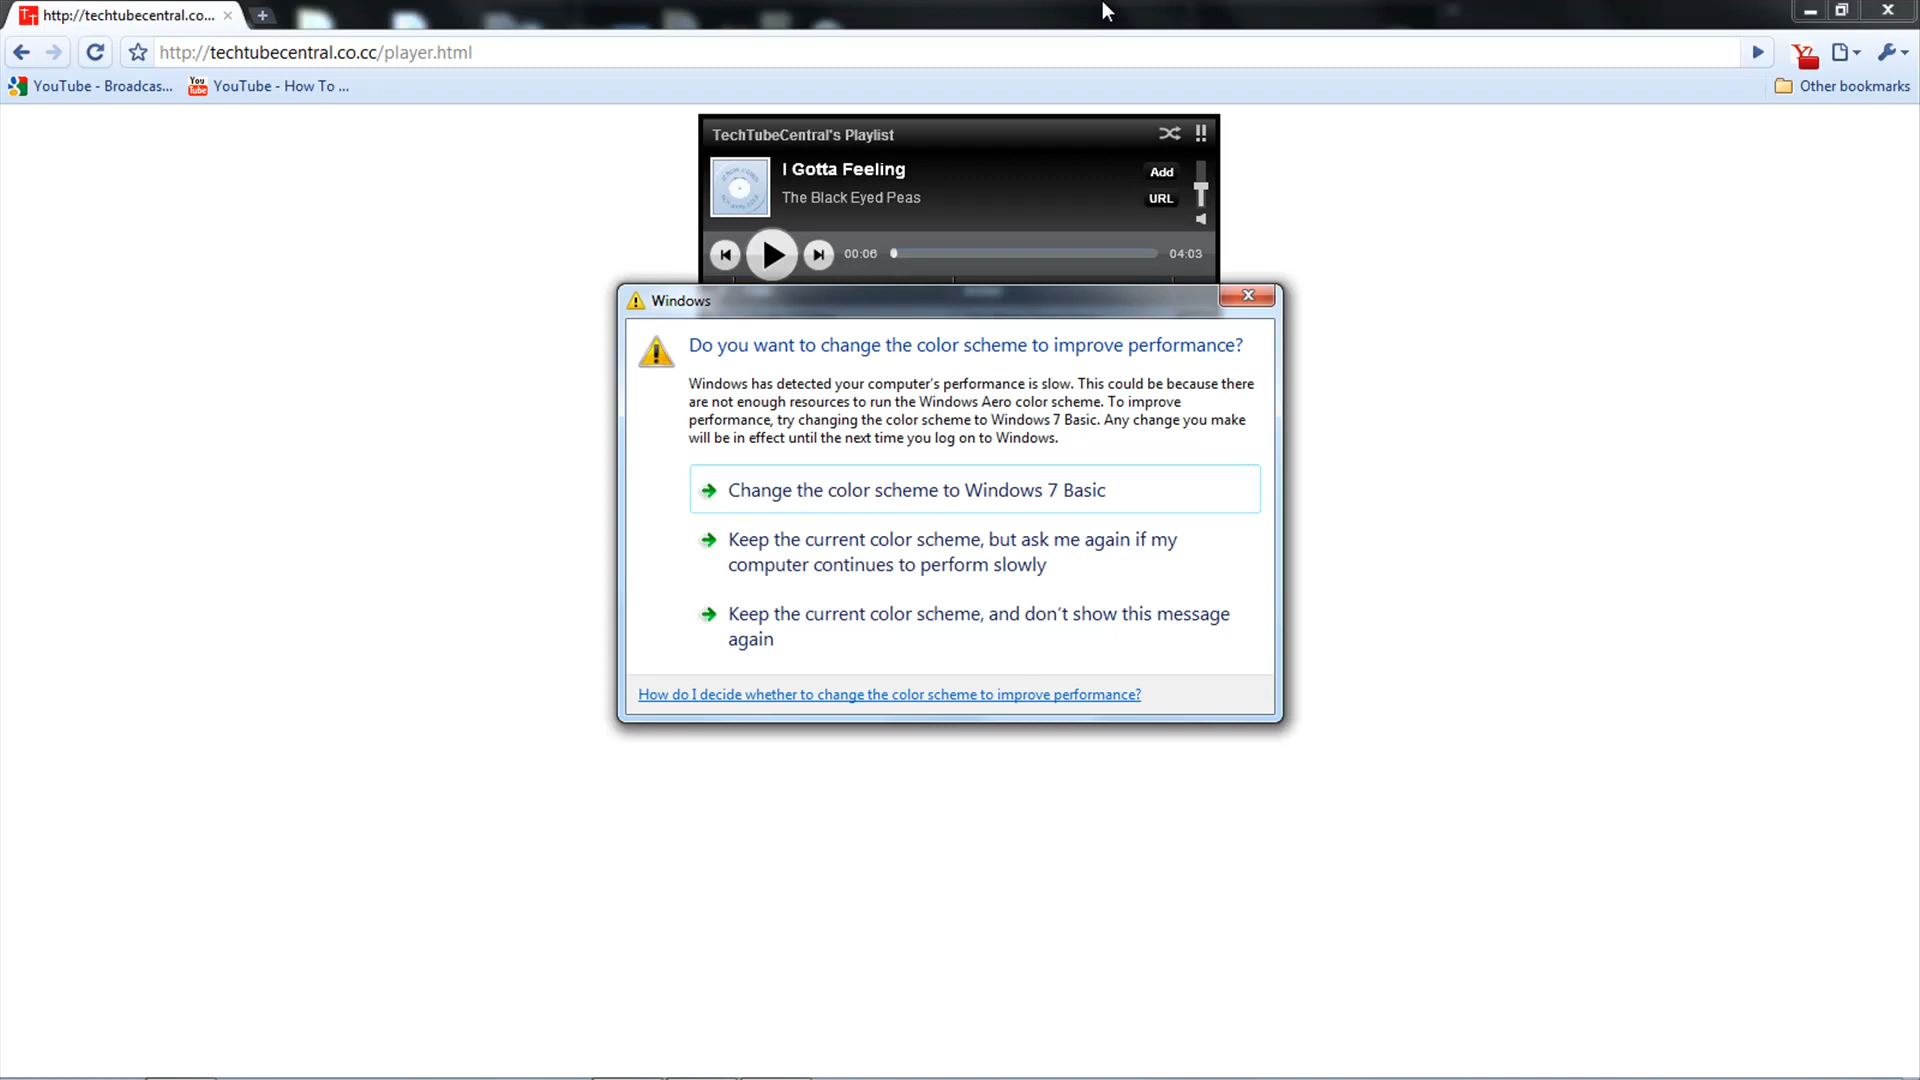 http://techtubecentral.co...
http://techtubecentral.co.cc/player.html
YouTube - Broadcas...
You Tube
YouTube - How To ...
Other bookmarks
TechTubeCentral's Playlist
I Gotta Feeling
Add
The Black Eyed Peas
URL
00:06
04:03
Windows
Do you want to change the color scheme to improve performance?
Windows has detected your computer's performance is slow. This could be because there
are not enough resources to run the Windows Aero color scheme. To improve
performance, try changing the color scheme to Windows 7 Basic. Any change you make
will be in effect until the next time you log on to Windows.
Change the color scheme to Windows 7 Basic
Keep the current color scheme, but ask me again if my
computer continues to perform slowly
Keep the current color scheme, and don't show this message
again
How do I decide whether to change the color scheme to improve performance?